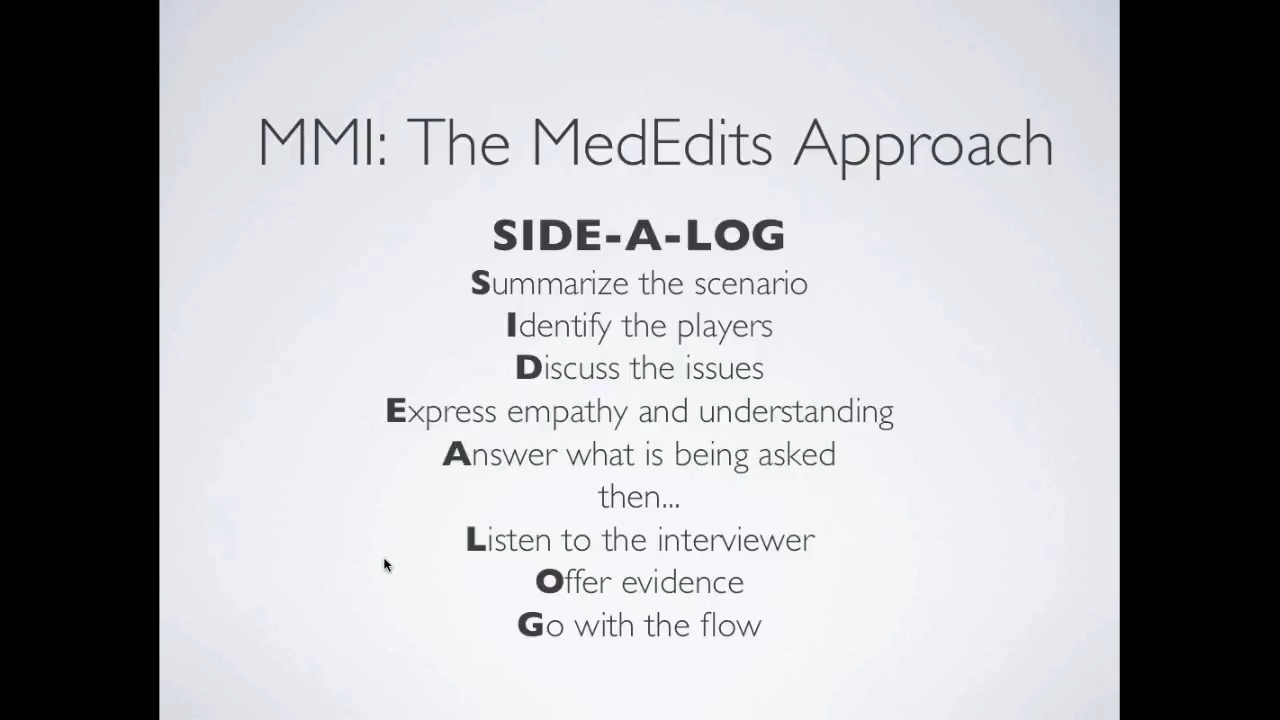 MMI: The MedEdits Approach
SIDE-A-LOG
Summarize the scenario
Identify the players
Discuss the issues
Express empathy and understanding
Answer what is being asked
then...
Listen to the interviewer
Offer evidence
Go with the flow